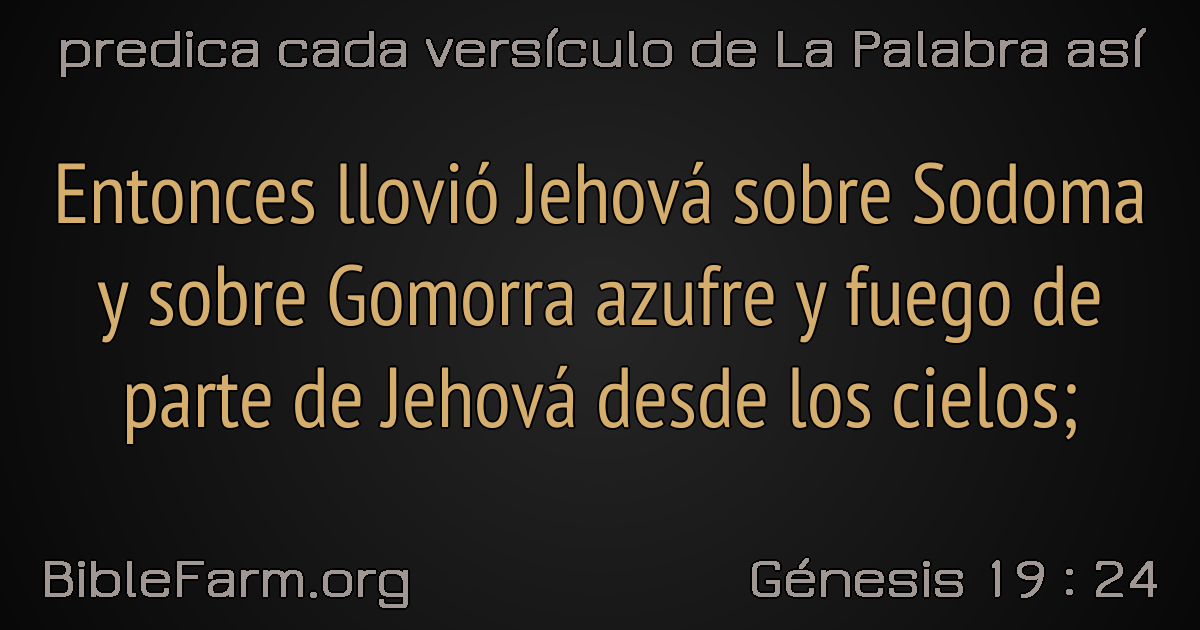 predica cada versículo de La Palabra así
Entonces llovió Jehová sobre Sodoma
y sobre Gomorra azufre y fuego de
parte de Jehová desde los cielos;
BibleFarm.org
Génesis 19 : 24